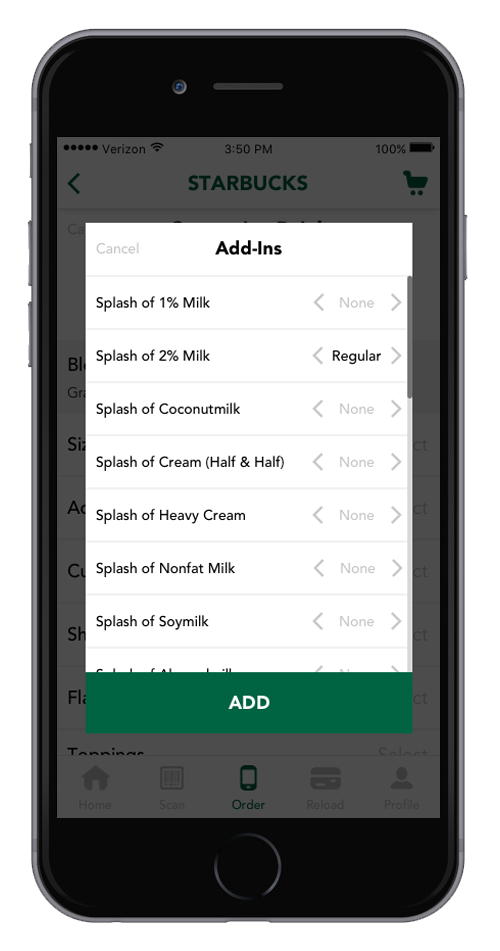 Verizon 3:50 PM 100%
STARBUCKS
Cancel Add-Ins
Splash of 1% Milk None
Splash of 2% Milk Regular
Splash of Coconutmilk None
Splash of Cream (Half & Half) None
Splash of Heavy Cream None
Splash of Nonfat Milk None
Splash of Soymilk None
ADD
Toppings Select
Home Scan Order Reload Profile